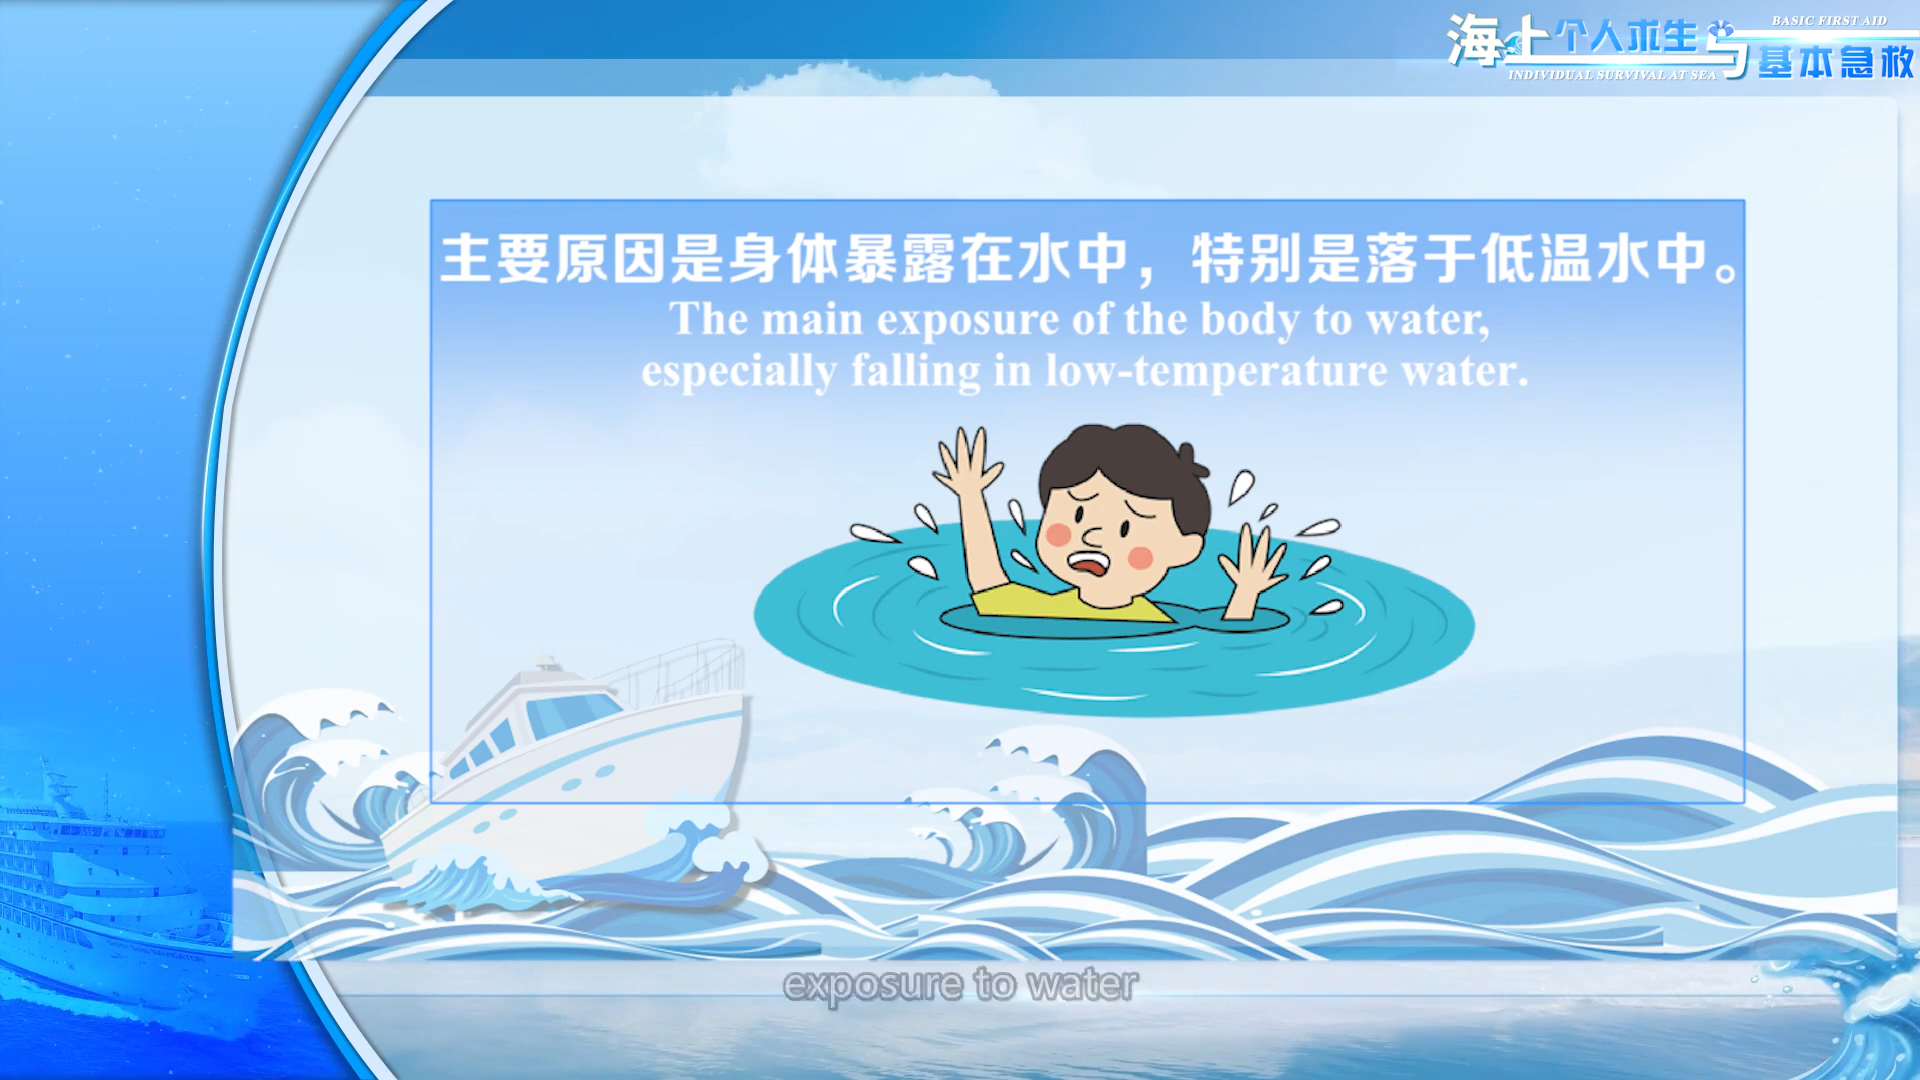 海上个人求生与基本急救
BASIC FIRST AID
INDIVIDUAL SURVIVAL AT SEA
主要原因是身体暴露在水中，特别是落于低温水中。
The main exposure of the body to water,
especially falling in low-temperature water.
exposure to water